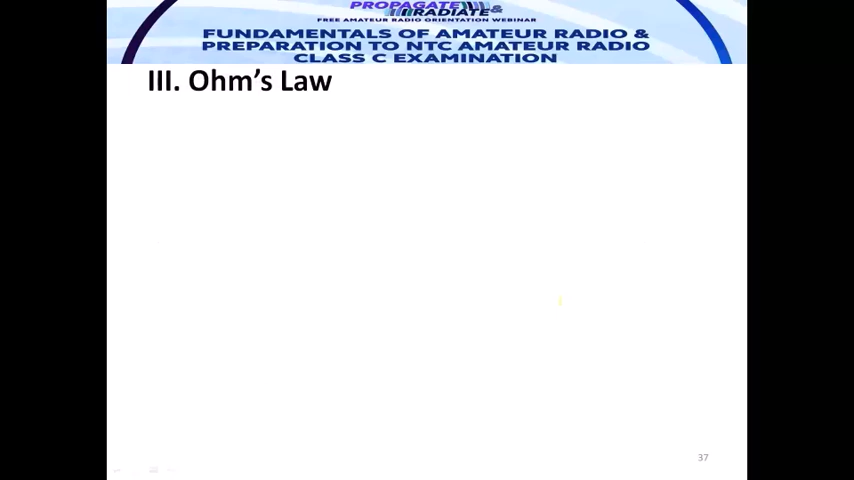 PROPAGATE
& RADIATE
FREE AMATEUR RADIO ORIENTATION WEBINAR
FUNDAMENTALS OF AMATEUR RADIO &
PREPARATION TO NTC AMATEUR RADIO
CLASS C EXAMINATION
III. Ohm's Law
37